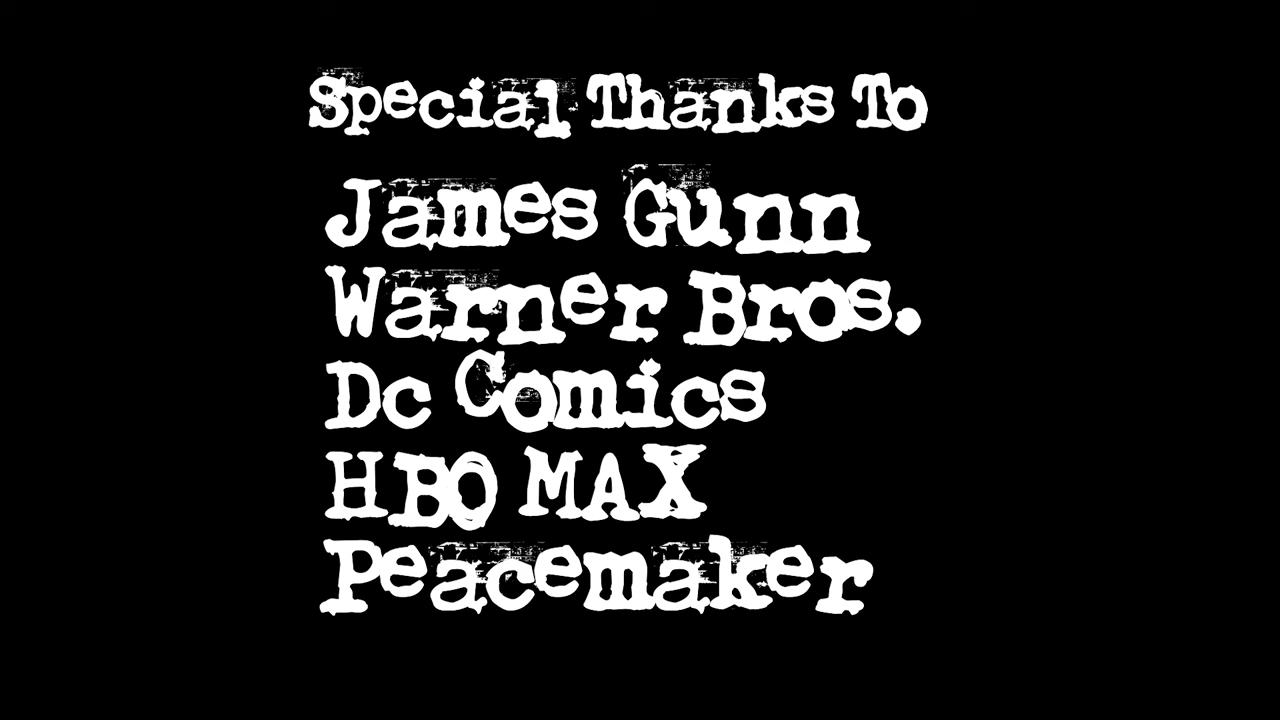 Special Thanks To
James Gunn
Warner Bros.
Dc Comics
HBO MAX
Peacemaker